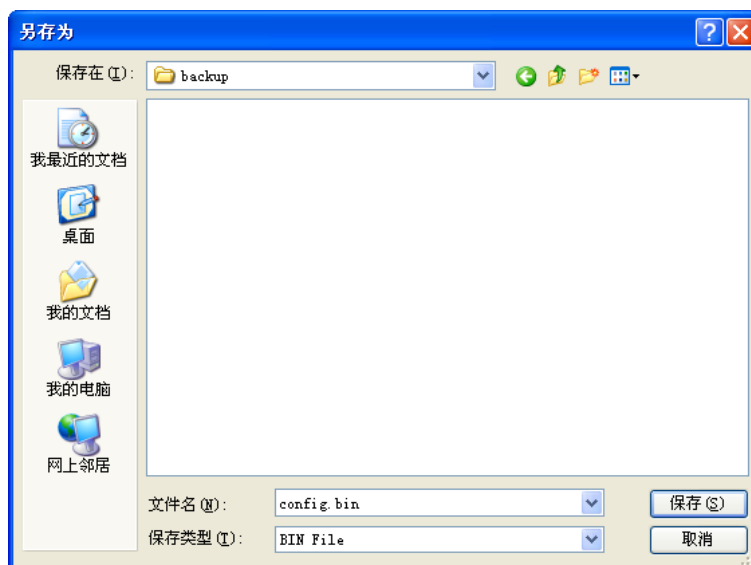 另存为
保存在(I):
backup
我最近的文档
桌面
我的文档
我的电脑
网上邻居
文件名(N):
config.bin
保存(S)
保存类型(T):
BIN File
取消